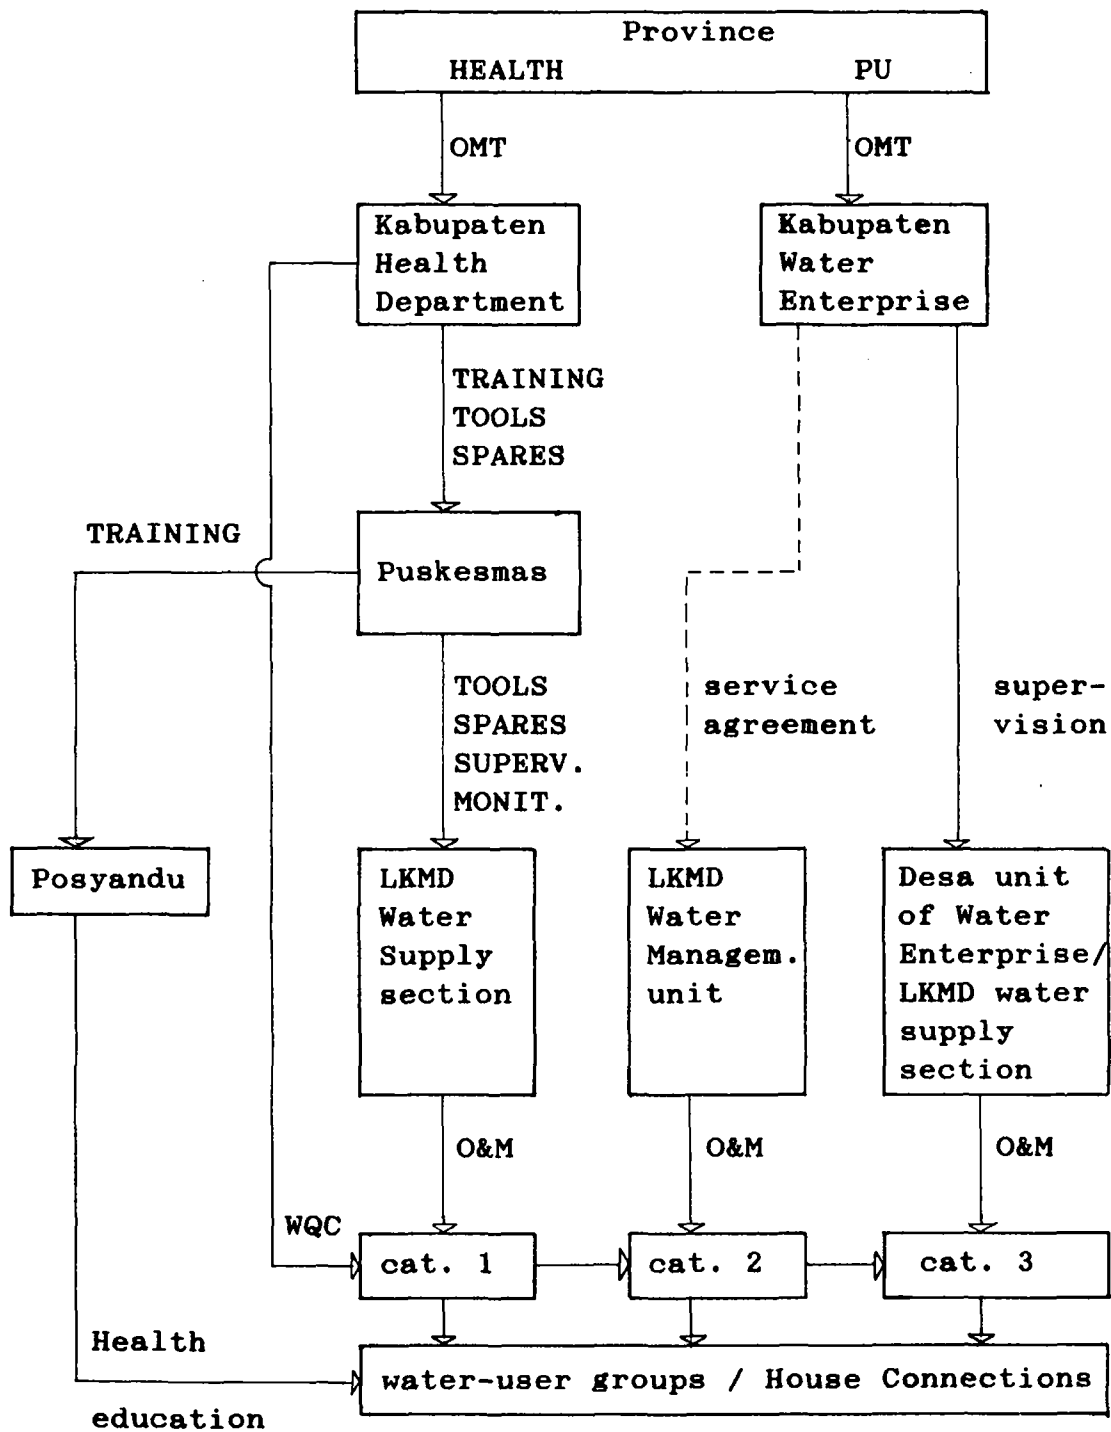 Province
HEALTH PU
OMT OMT
Kabupaten
Health
Department
Kabupaten
Water
Enterprise
TRAINING
TOOLS
SPARES
TRAINING
Puskesmas
TOOLS
SPARES
SUPERV.
MONIT.
service
agreement
super-
vision
Posyandu
LKMD
Water
Supply
section
LKMD
Water
Managem.
unit
Desa unit
of Water
Enterprise/
LKMD water
supply
section
O&M O&M O&M
WQC
cat. 1 cat. 2 cat. 3
Health
education
water-user groups / House Connections